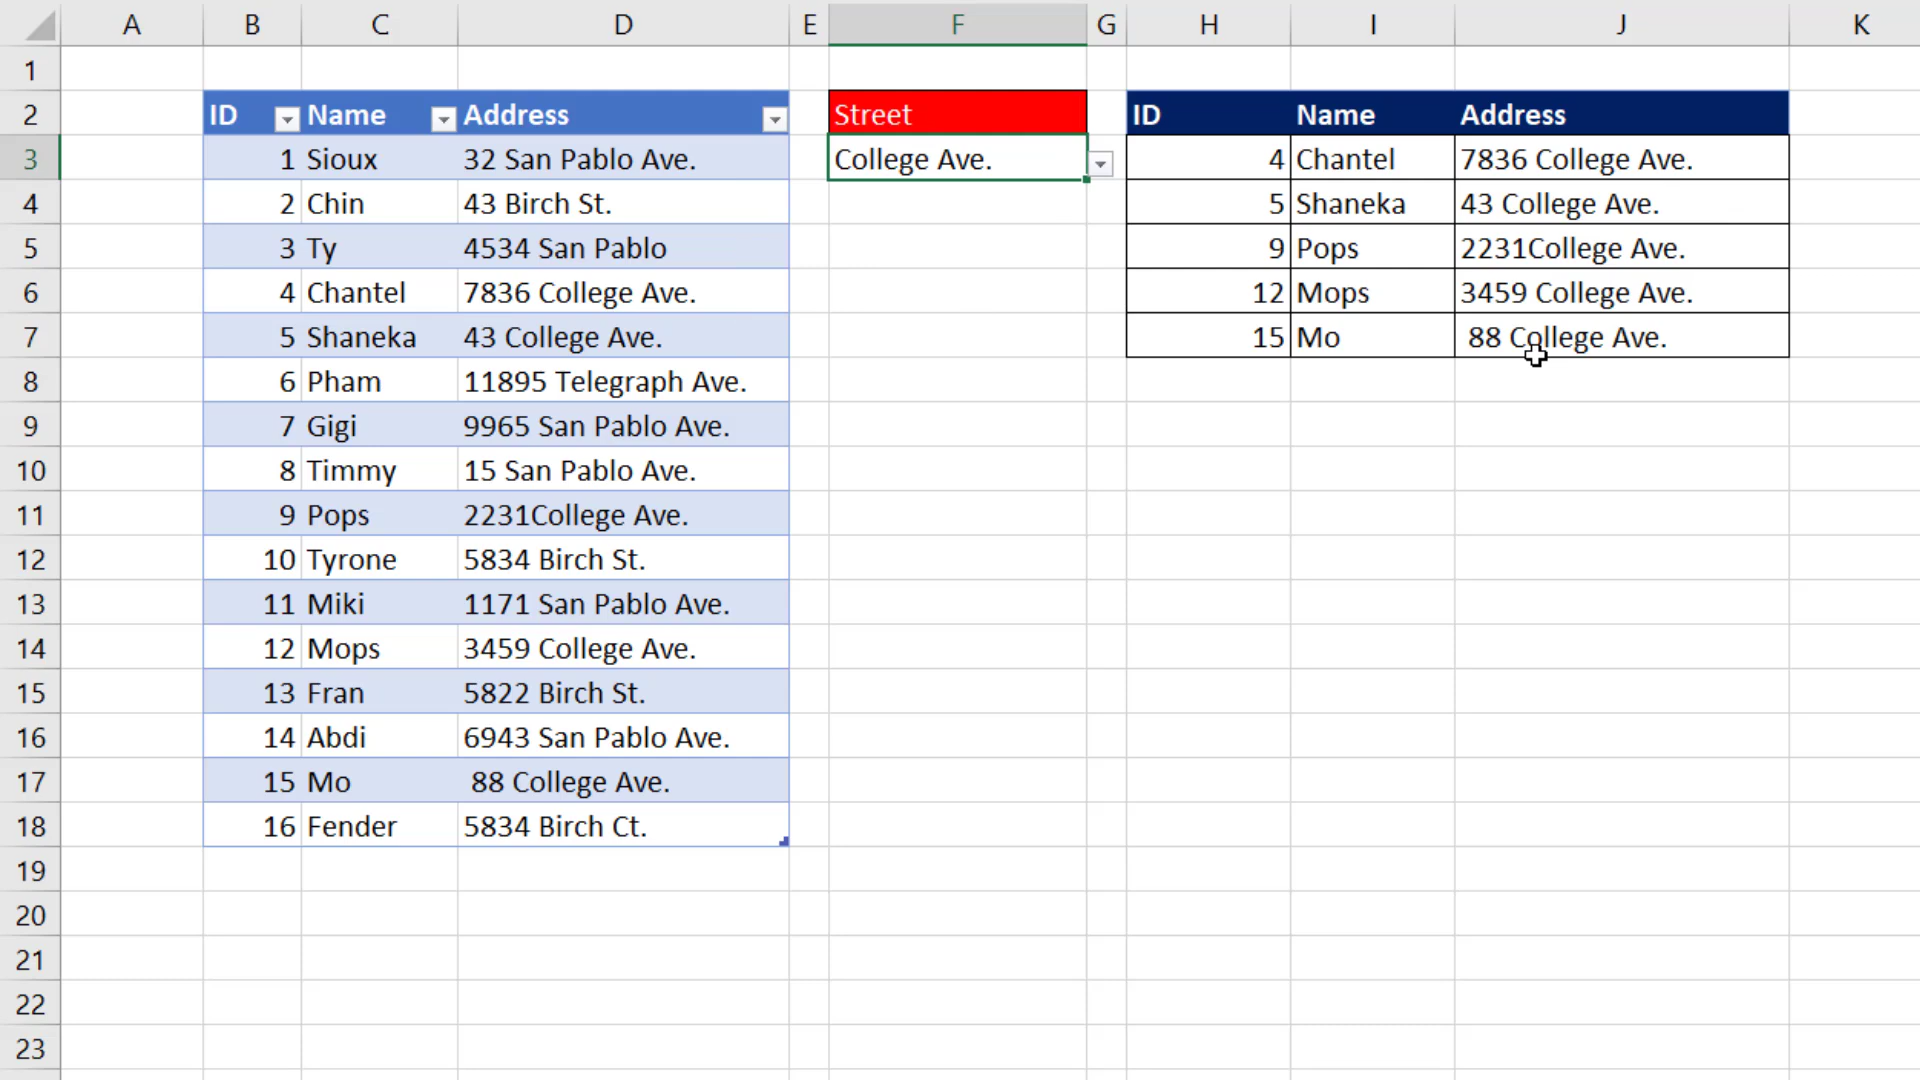 A B C D E F G H I J K
1
2 ID Name Address Street ID Name Address
3 1 Sioux 32 San Pablo Ave. College Ave. 4 Chantel 7836 College Ave.
4 2 Chin 43 Birch St. 5 Shaneka 43 College Ave.
5 3 Ty 4534 San Pablo 9 Pops 2231College Ave.
6 4 Chantel 7836 College Ave. 12 Mops 3459 College Ave.
7 5 Shaneka 43 College Ave. 15 Mo 88 College Ave.
8 6 Pham 11895 Telegraph Ave.
9 7 Gigi 9965 San Pablo Ave.
10 8 Timmy 15 San Pablo Ave.
11 9 Pops 2231College Ave.
12 10 Tyrone 5834 Birch St.
13 11 Miki 1171 San Pablo Ave.
14 12 Mops 3459 College Ave.
15 13 Fran 5822 Birch St.
16 14 Abdi 6943 San Pablo Ave.
17 15 Mo 88 College Ave.
18 16 Fender 5834 Birch Ct.
19
20
21
22
23